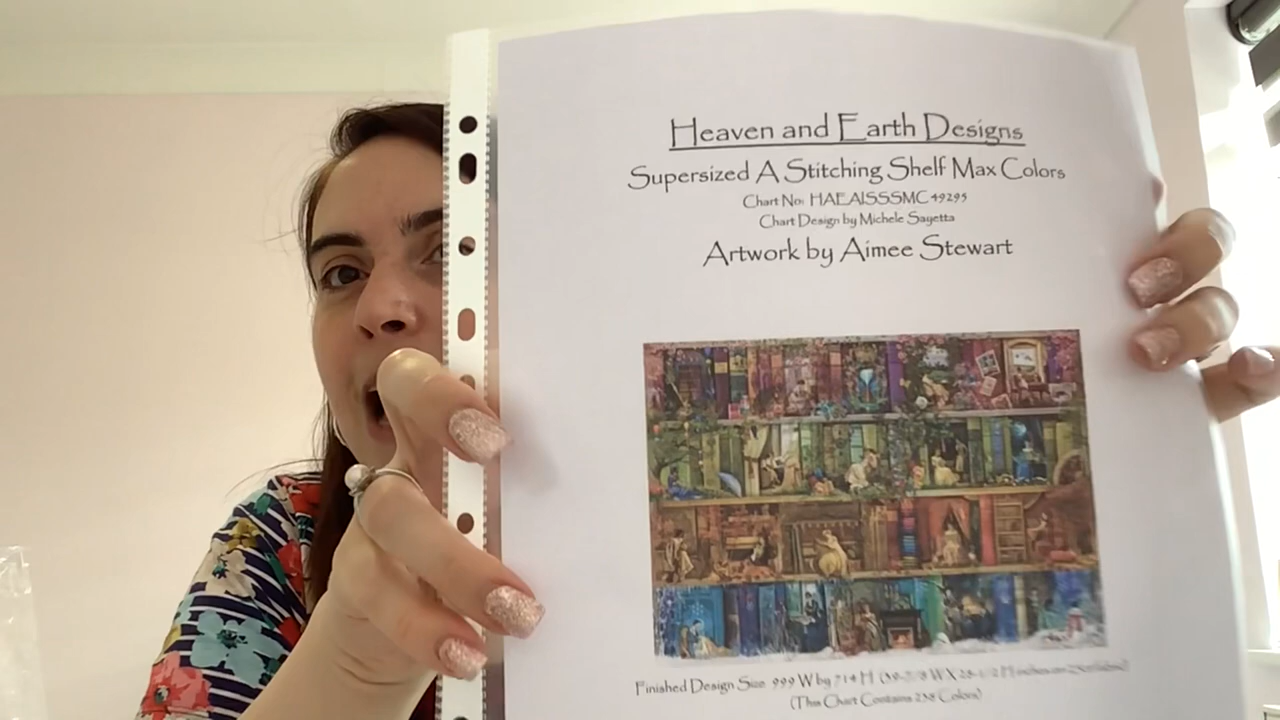 Heaven and Earth Designs
Supersized A Stitching Shelf Max Colors
Chart No: HAEAISSSMC 49295
Chart Design by Michele Sayetta
Artwork by Aimee Stewart
Finished Design Size 999 W by 714 H
(This Chart Contains 238 Colors)